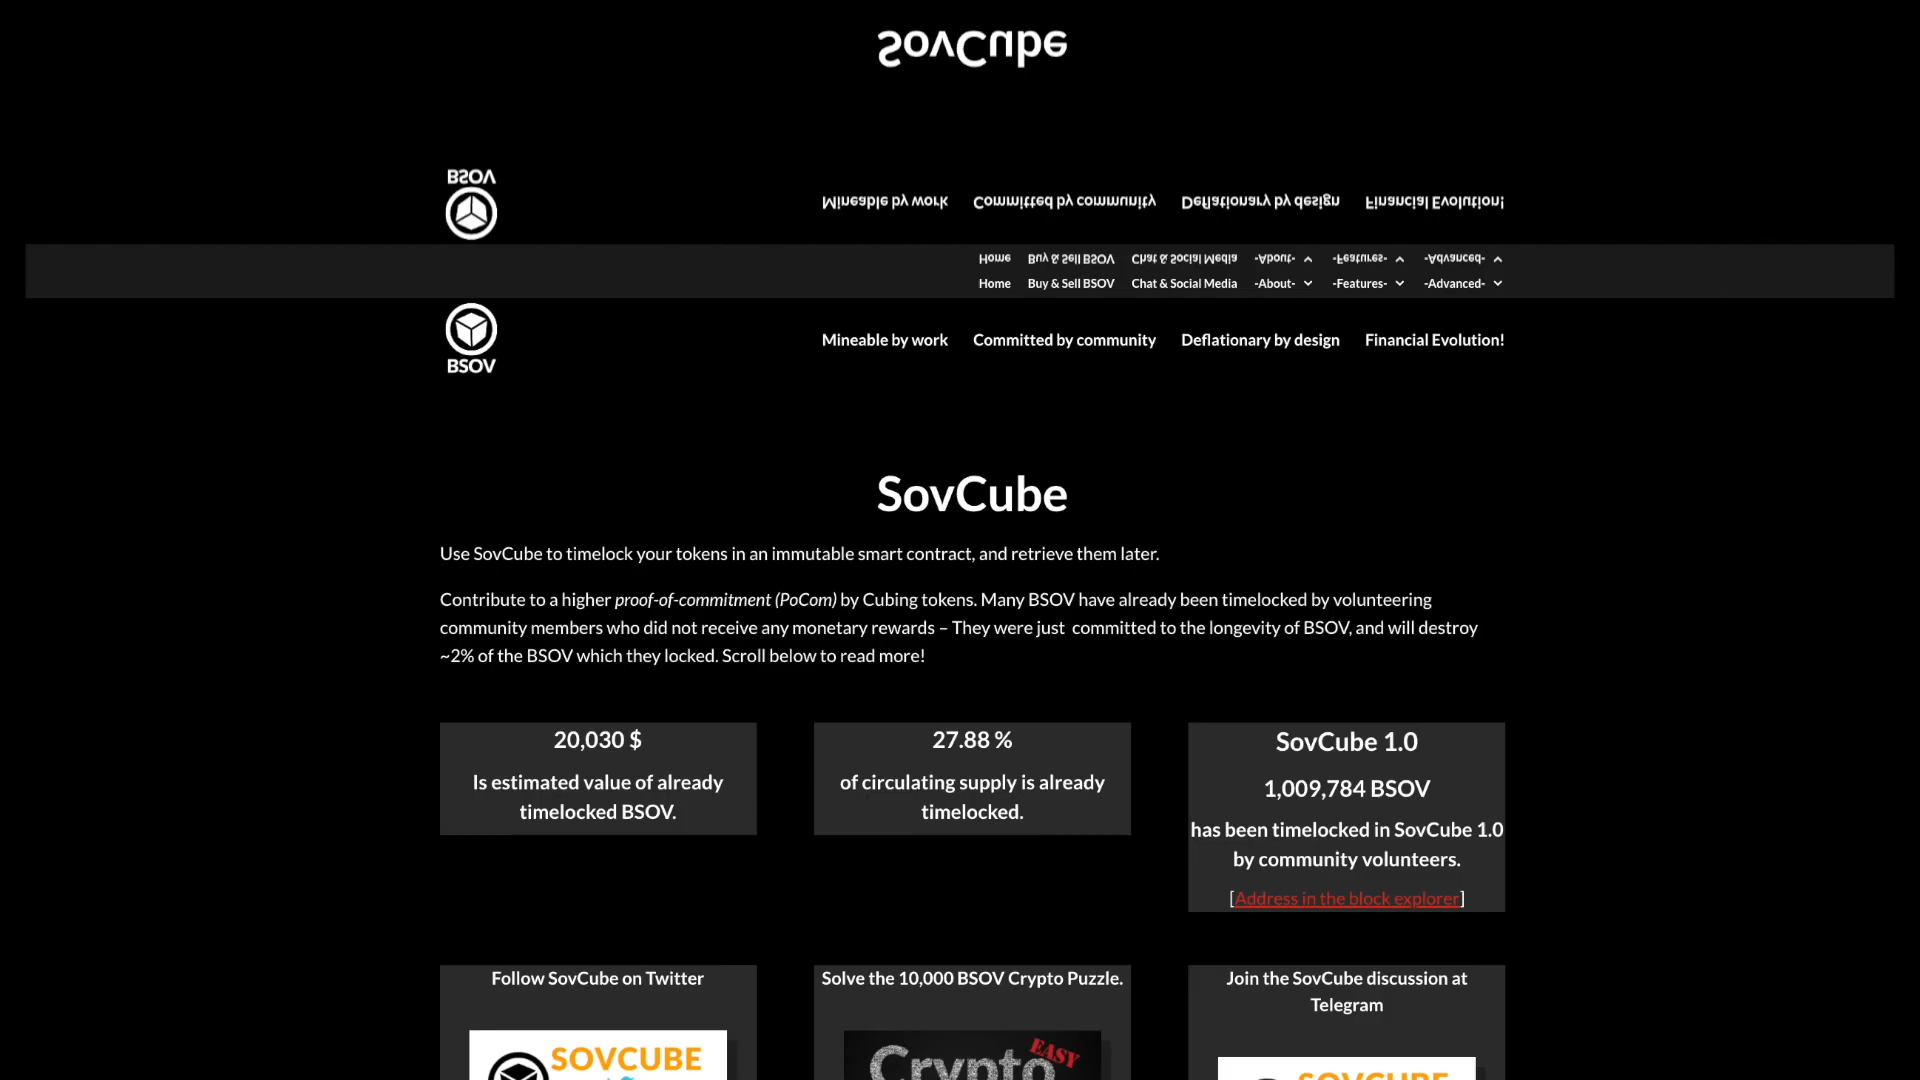 SovCube
BSOV
Mineable by work Committed by community Deflationary by design Financial Evolution!
Home Buy & Sell BSOV Chat & Social Media -About- -Features- -Advanced-
Home Buy & Sell BSOV Chat & Social Media -About- -Features- -Advanced-
BSOV
Mineable by work Committed by community Deflationary by design Financial Evolution!
SovCube
Use SovCube to timelock your tokens in an immutable smart contract, and retrieve them later.
Contribute to a higher proof-of-commitment (PoCom) by Cubing tokens. Many BSOV have already been timelocked by volunteering
community members who did not receive any monetary rewards – They were just committed to the longevity of BSOV, and will destroy
~2% of the BSOV which they locked. Scroll below to read more!
20,030 $
Is estimated value of already
timelocked BSOV.
27.88 %
of circulating supply is already
timelocked.
SovCube 1.0
1,009,784 BSOV
has been timelocked in SovCube 1.0
by community volunteers.
[Address in the block explorer]
Follow SovCube on Twitter
SOVCUBE
Solve the 10,000 BSOV Crypto Puzzle.
EASY
Crypto
Join the SovCube discussion at
Telegram
SOVCUBE